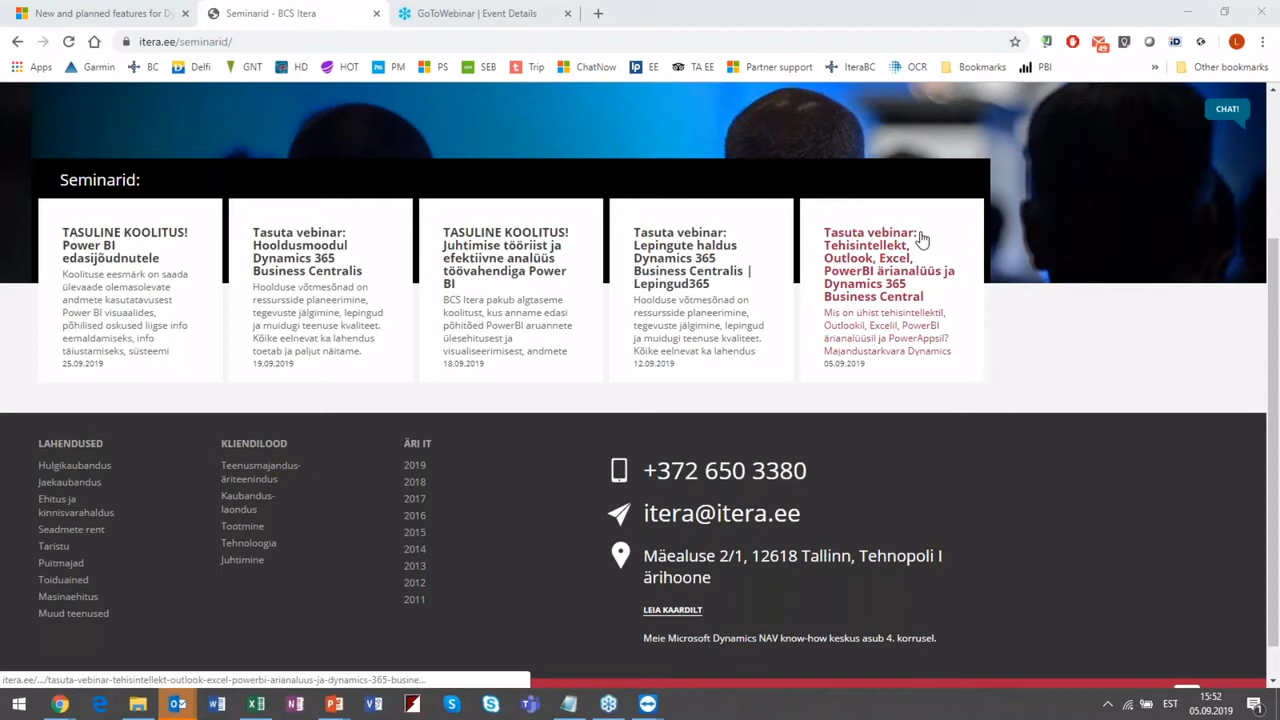 New and planned features for Dy
Seminarid - BCS Itera
GoToWebinar | Event Details
itera.ee/seminarid/
Apps
Garmin
BC
Delfi
GNT
HD
HOT
PM
PS
SEB
Trip
ChatNow
EE
TA EE
Partner support
IteraBC
OCR
Bookmarks
PBI
»
Other bookmarks
CHAT!
Seminarid:
TASULINE KOOLITUS!
Power BI
edasijõudnutele
Koolituse eesmärk on saada
ülevaade olemasolevate
andmete kasutatavusest
Power BI visuaalides,
põhilised oskused liigse info
eemaldamiseks, info
täiustamiseks, süsteemi
25.09.2019
Tasuta vebinar:
Hooldusmoodul
Dynamics 365
Business Centralis
Hoolduse võtmesõnad on
ressursside planeerimine,
tegevuste jälgimine, lepingud
ja muidugi teenuse kvaliteet.
Kõike eelnevat ka lahendus
toetab ja paljut näitame.
19.09.2019
TASULINE KOOLITUS!
Juhtimise tööriist ja
efektiivne analüüs
töövahendiga Power
BI
BCS Itera pakub algtaseme
koolitust, kus anname edasi
põhitõed PowerBI aruannete
ülesehitusest ja
visualiseerimisest, andmete
18.09.2019
Tasuta vebinar:
Lepingute haldus
Dynamics 365
Business Centralis |
Lepingud365
Hoolduse võtmesõnad on
ressursside planeerimine,
tegevuste jälgimine, lepingud
ja muidugi teenuse kvaliteet.
Kõike eelnevat ka lahendus
12.09.2019
Tasuta vebinar:
Tehisintellekt,
Outlook, Excel,
PowerBI ärianalüüs ja
Dynamics 365
Business Central
Mis on ühist tehisintellektil,
Outlookil, Excelil, PowerBI
ärianalüüsil ja PowerAppsil?
Majandustarkvara Dynamics
05.09.2019
LAHENDUSED
Hulgikaubandus
Jaekaubandus
Ehitus ja
kinnisvarahaldus
Seadmete rent
Taristu
Puitmajad
Toiduained
Masinaehitus
Muud teenused
KLIENDILOOD
Teenusmajandus-
äriteenindus
Kaubandus-
laondus
Tootmine
Tehnoloogia
Juhtimine
ÄRI IT
2019
2018
2017
2016
2015
2014
2013
2012
2011
+372 650 3380
itera@itera.ee
Mäealuse 2/1, 12618 Tallinn, Tehnopoli I
ärihoone
LEIA KAARDILT
Meie Microsoft Dynamics NAV know-how keskus asub 4. korrusel.
itera.ee/.../tasuta-vebinar-tehisintellekt-outlook-excel-powerbi-arianaluus-ja-dynamics-365-busine...
EST
15:52
05.09.2019